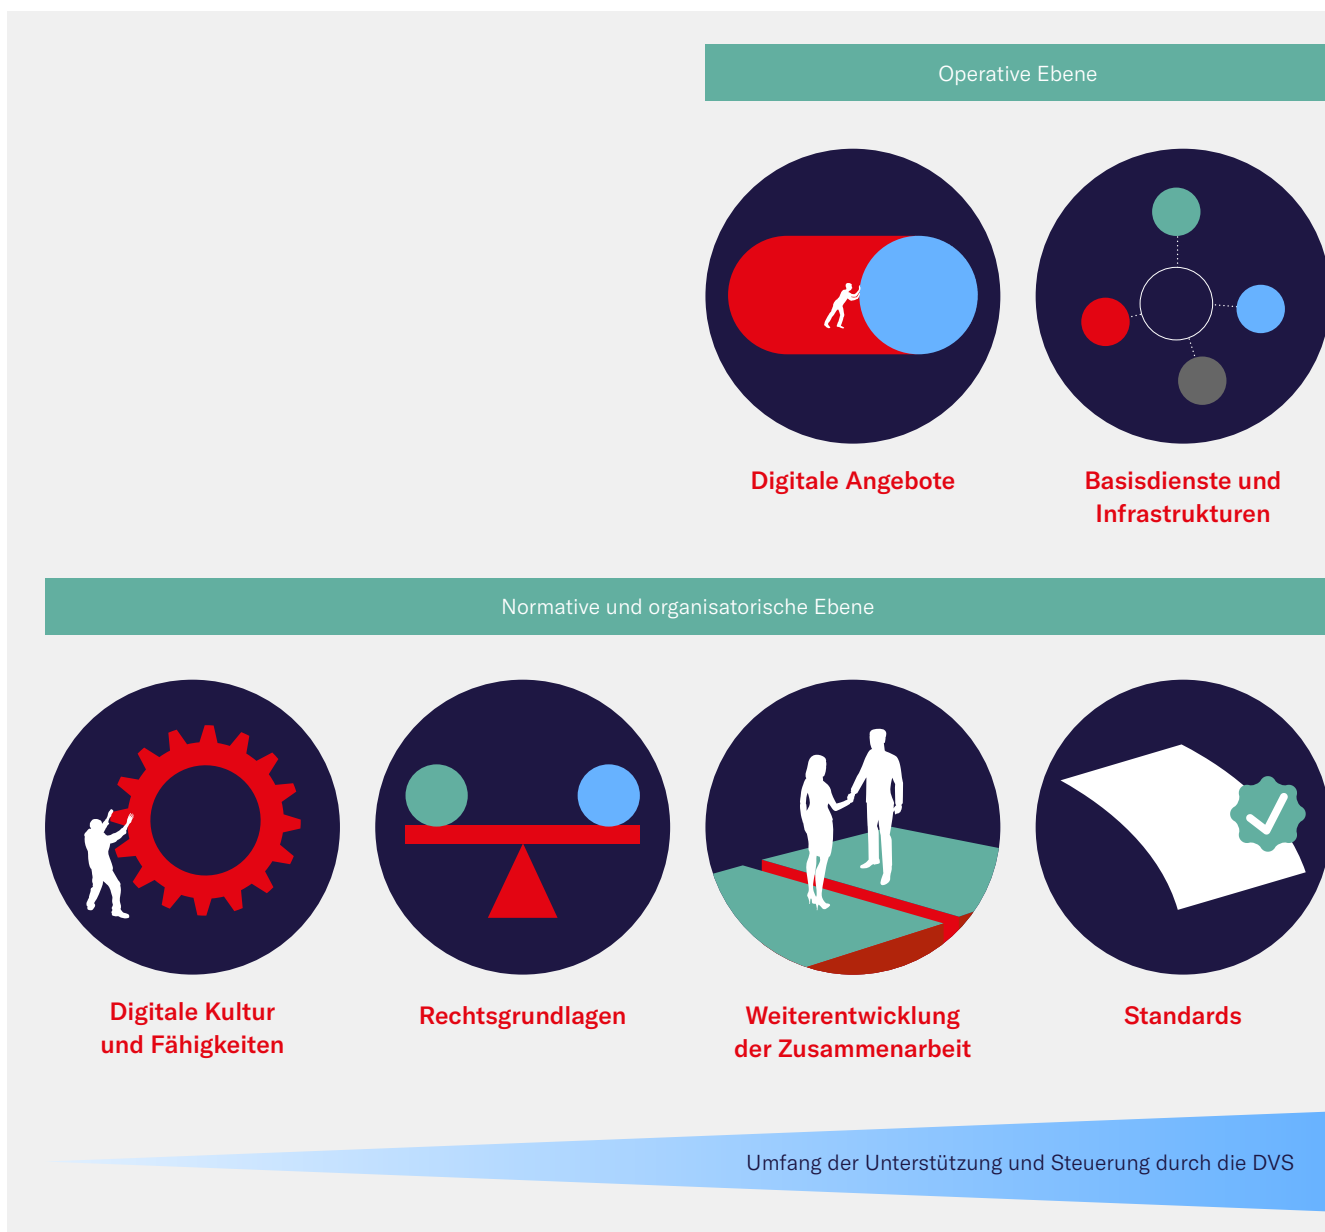 Operative Ebene
Digitale Angebote
Basisdienste und
Infrastrukturen
Normative und organisatorische Ebene
Digitale Kultur
und Fähigkeiten
Rechtsgrundlagen
Weiterentwicklung
der Zusammenarbeit
Standards
Umfang der Unterstützung und Steuerung durch die DVS